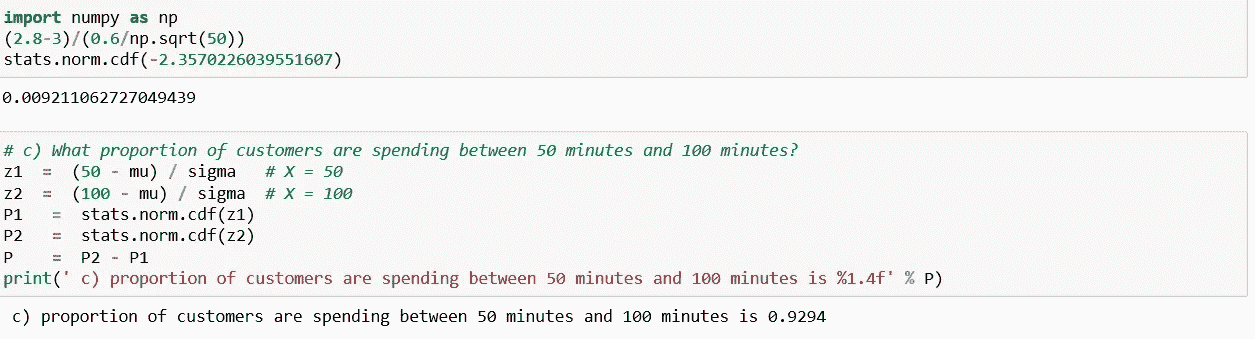 import numpy as np
(2.8-3)/(0.6/np.sqrt(50))
stats.norm.cdf(-2.3570226039551607)
0.009211062727049439
# c) What proportion of customers are spending between 50 minutes and 100 minutes?
z1 = (50 - mu) / sigma # X = 50
z2 = (100 - mu) / sigma # X = 100
P1 = stats.norm.cdf(z1)
P2 = stats.norm.cdf(z2)
P = P2 - P1
print(' c) proportion of customers are spending between 50 minutes and 100 minutes is %1.4f' % P)
c) proportion of customers are spending between 50 minutes and 100 minutes is 0.9294